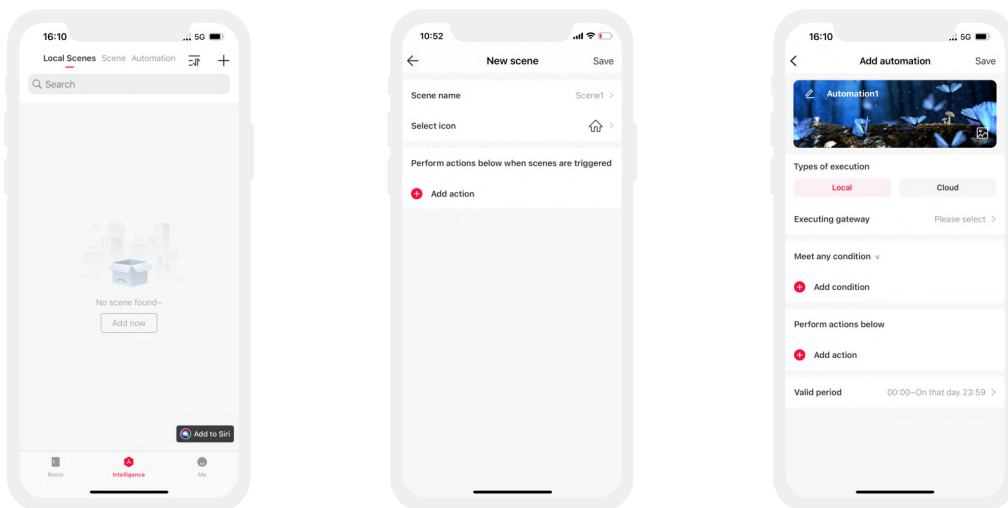 16:10
5G
Local Scenes Scene Automation
Search
No scene found~
Add now
Add to Siri
Room Intelligence Me
10:52
New scene Save
Scene name Scene1 >
Select icon >
Perform actions below when scenes are triggered
Add action
16:10
5G
Add automation Save
Automation1
Types of execution
Local Cloud
Executing gateway Please select >
Meet any condition
Add condition
Perform actions below
Add action
Valid period 00:00~On that day 23:59 >